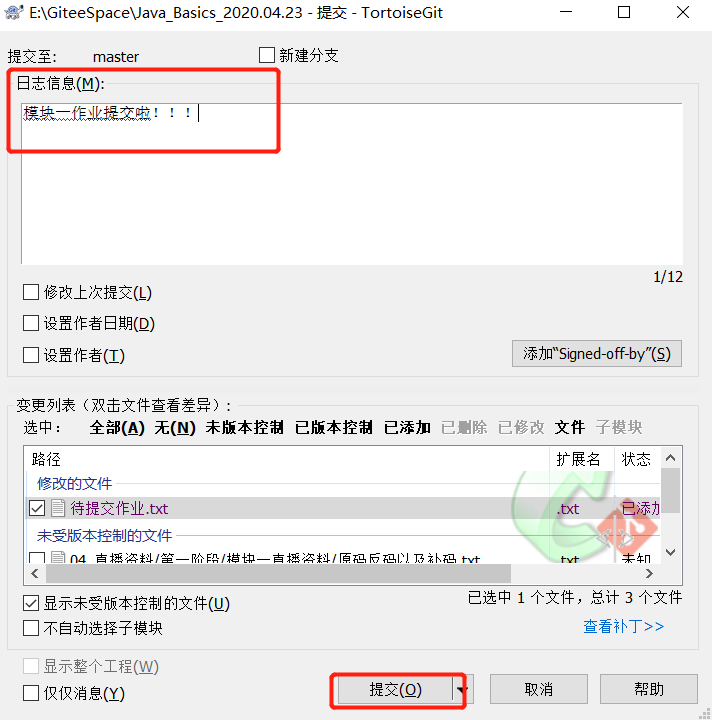 E:\GiteeSpace\Java_Basics_2020.04.23 - 提交 - TortoiseGit
提交至: master 新建分支
日志信息(M):
模块一作业提交啦！！！
1/12
修改上次提交(L)
设置作者日期(D)
设置作者(T)
添加“Signed-off-by”(S)
变更列表（双击文件查看差异）:
选中： 全部(A) 无(N) 未版本控制 已版本控制 已添加 已删除 已修改 文件 子模块
路径 扩展名 状态
修改的文件
待提交作业.txt .txt 已添加
未受版本控制的文件
04 直播资料/第一阶段/模块一直播资料/原码反码以及补码.txt .txt 未知
显示未受版本控制的文件(U)
已选中 1 个文件，总计 3 个文件
不自动选择子模块
查看补丁>>
显示整个工程(W)
仅仅消息(Y)
提交(O) 取消 帮助